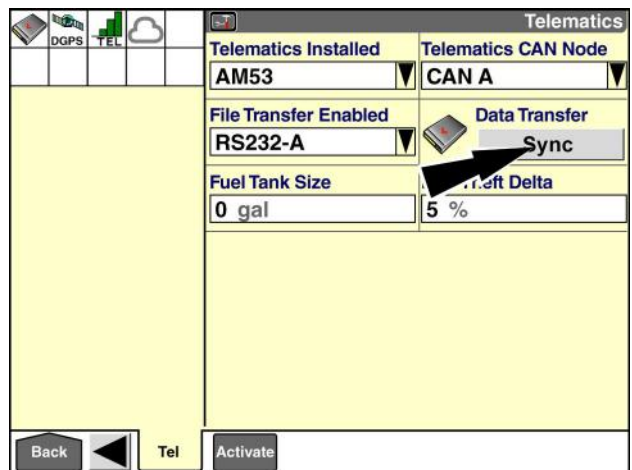 DGPS
TEL
Telematics
Telematics Installed
Telematics CAN Node
AM53
CAN A
File Transfer Enabled
Data Transfer
RS232-A
Sync
Fuel Tank Size
Delta
0 gal
5 %
Back
Tel
Activate